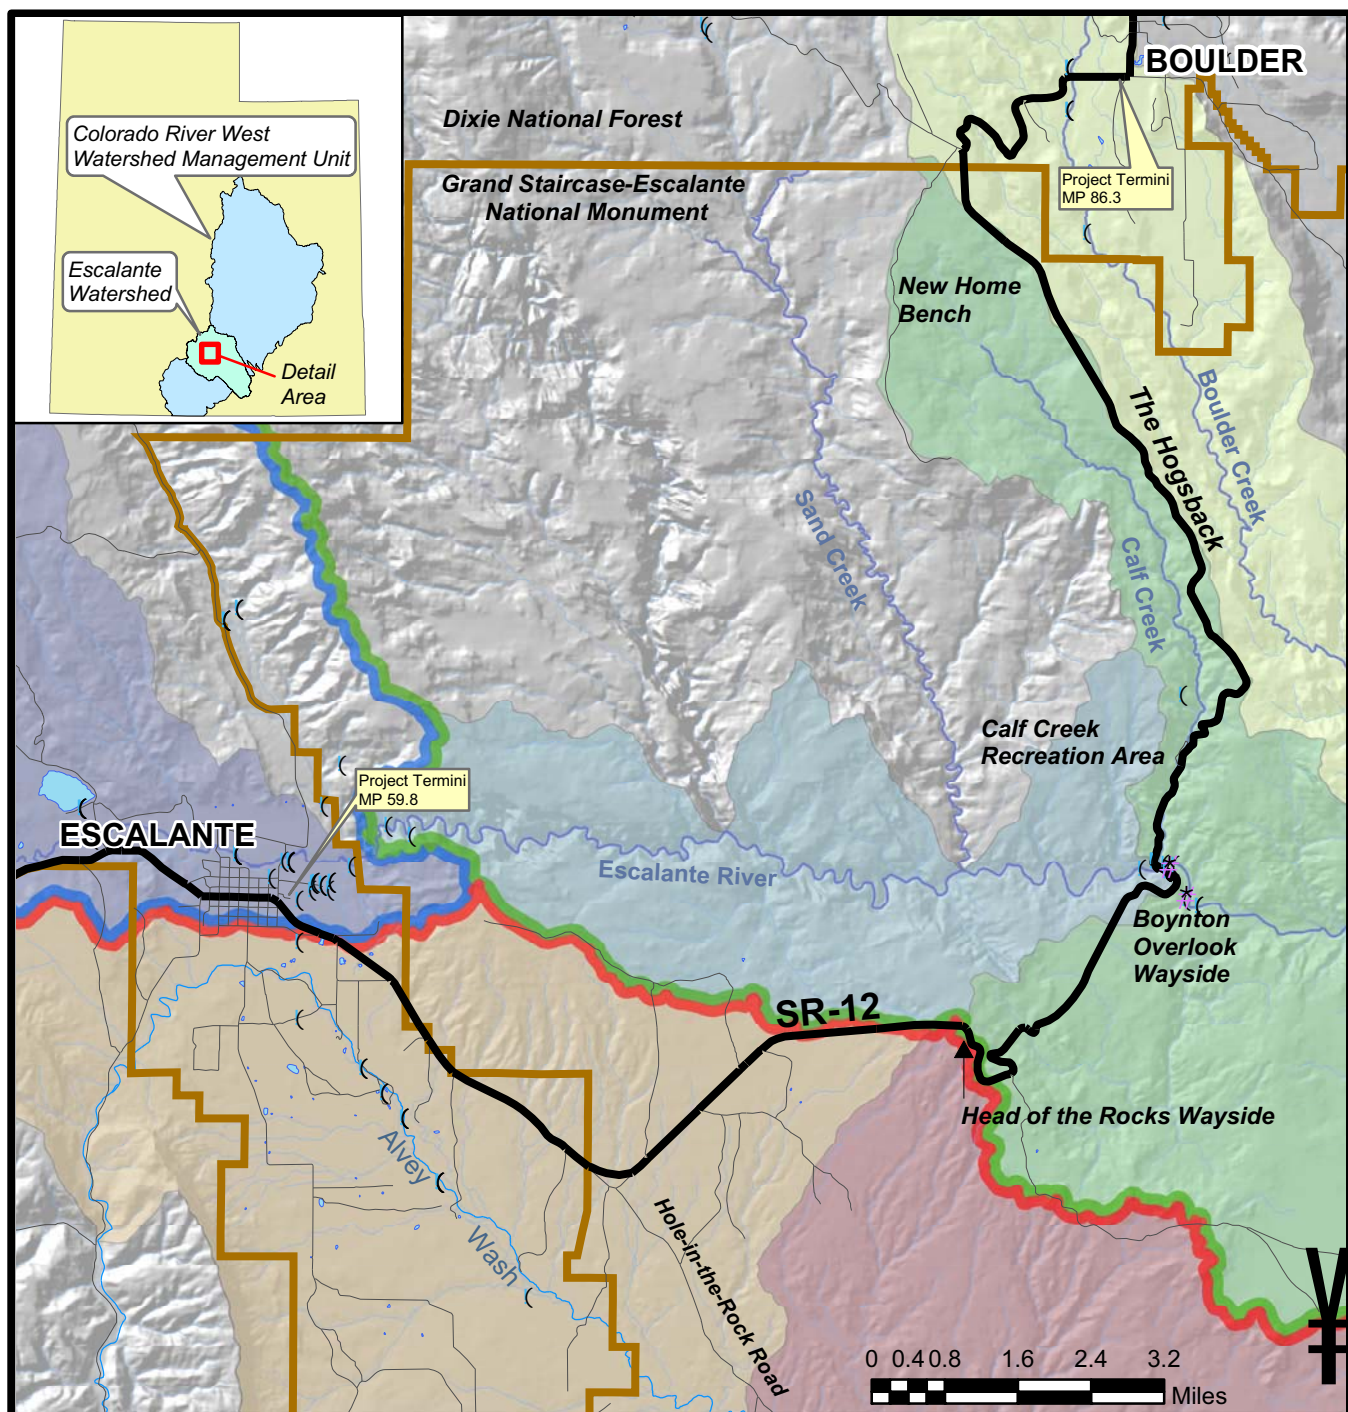 Colorado River West
Watershed Management Unit
Escalante
Watershed
Detail
Area
Dixie National Forest
Grand Staircase-Escalante
National Monument
BOULDER
Project Termini
MP 86.3
New Home
Bench
The Hogsback
Boulder Creek
Sand Creek
Calf Creek
Calf Creek
Recreation Area
Project Termini
MP 59.8
ESCALANTE
Escalante River
Boynton
Overlook
Wayside
SR-12
Head of the Rocks Wayside
Alvey
Wash
Hole-in-the-Rock Road
0 0.4 0.8 1.6 2.4 3.2
Miles